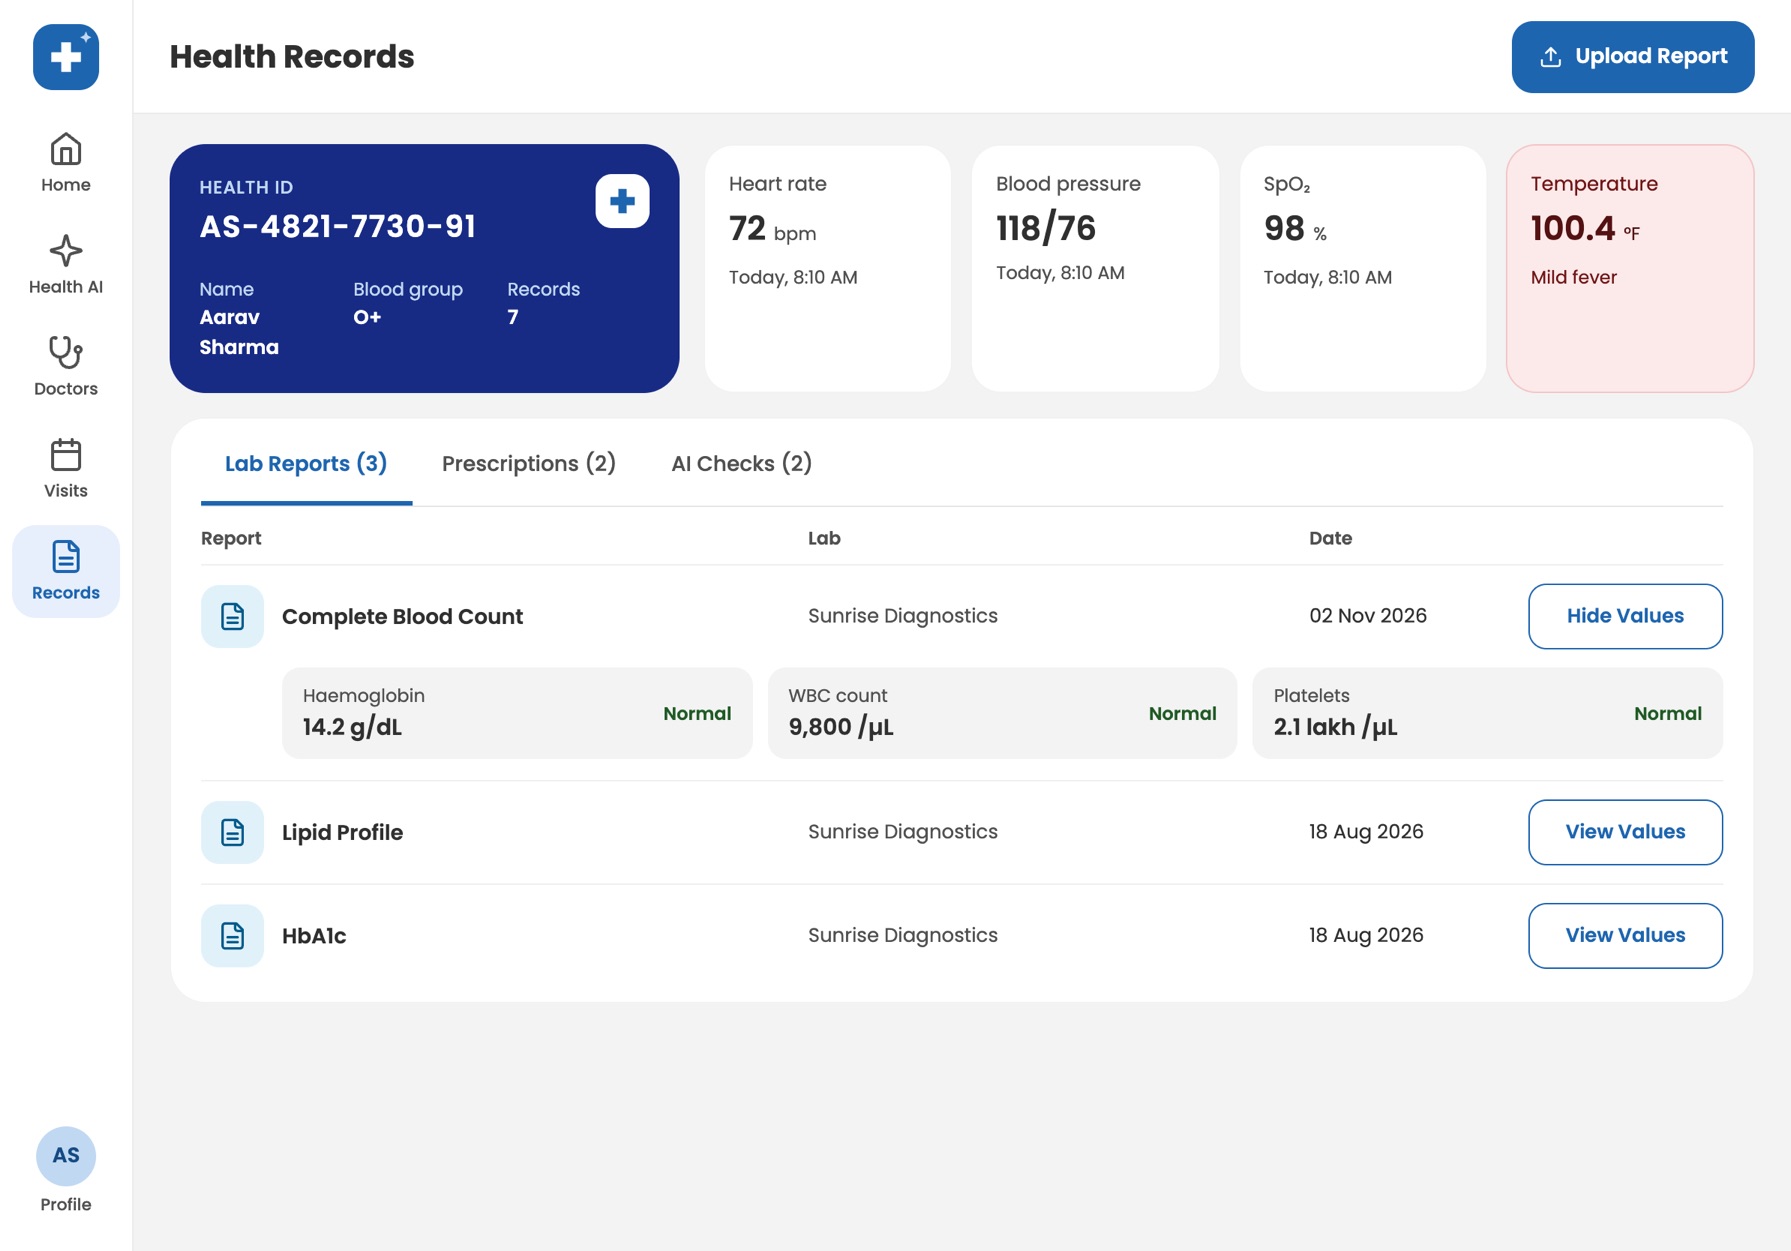 Health Records
Upload Report
Home
Health AI
Doctors
Visits
Records
AS
Profile
HEALTH ID
AS-4821-7730-91
Name
Aarav
Sharma
Blood group
O+
Records
7
Heart rate
72 bpm
Today, 8:10 AM
Blood pressure
118/76
Today, 8:10 AM
SpO₂
98 %
Today, 8:10 AM
Temperature
100.4 °F
Mild fever
Lab Reports (3)
Prescriptions (2)
AI Checks (2)
Report
Lab
Date
Complete Blood Count
Sunrise Diagnostics
02 Nov 2026
Hide Values
Haemoglobin
14.2 g/dL
Normal
WBC count
9,800 /µL
Normal
Platelets
2.1 lakh /µL
Normal
Lipid Profile
Sunrise Diagnostics
18 Aug 2026
View Values
HbA1c
Sunrise Diagnostics
18 Aug 2026
View Values